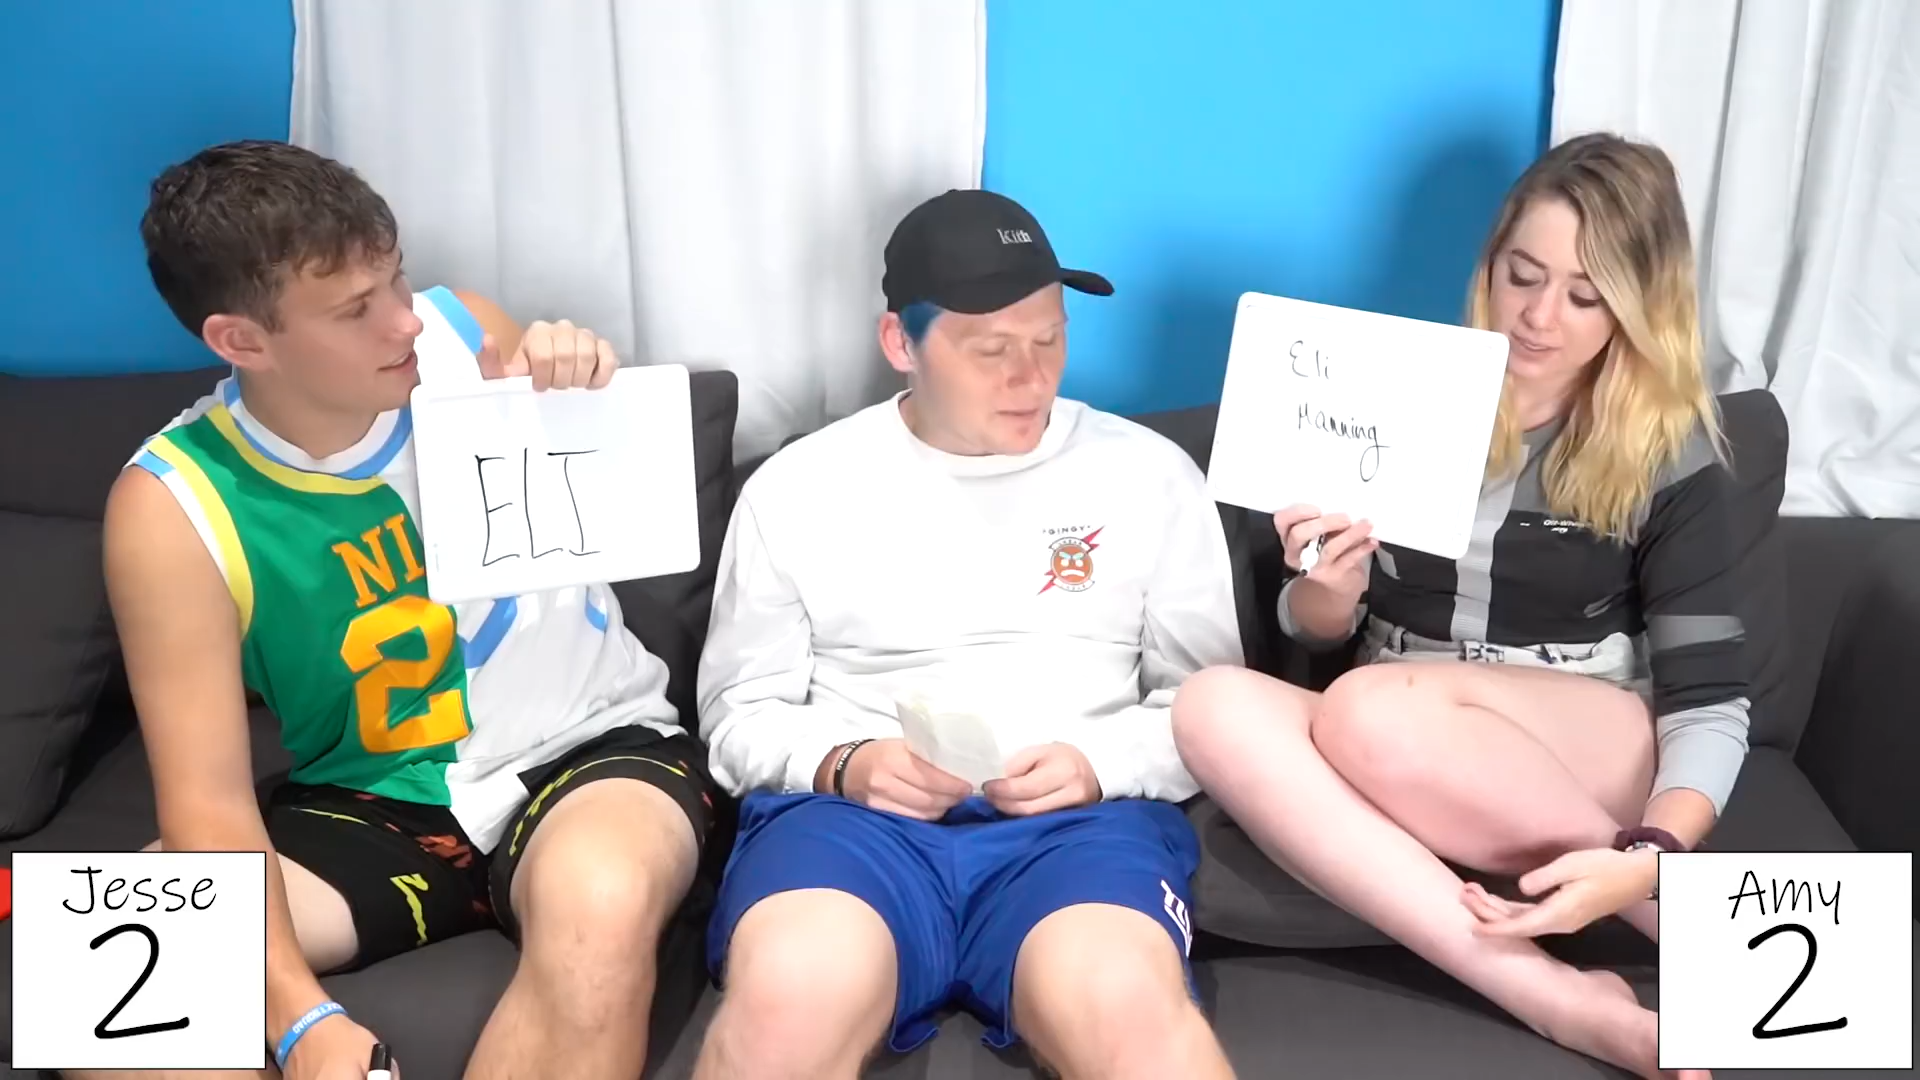 Kith
ELI
Eli
Manning
NI
2
*GINGY*
Jesse
2
Amy
2